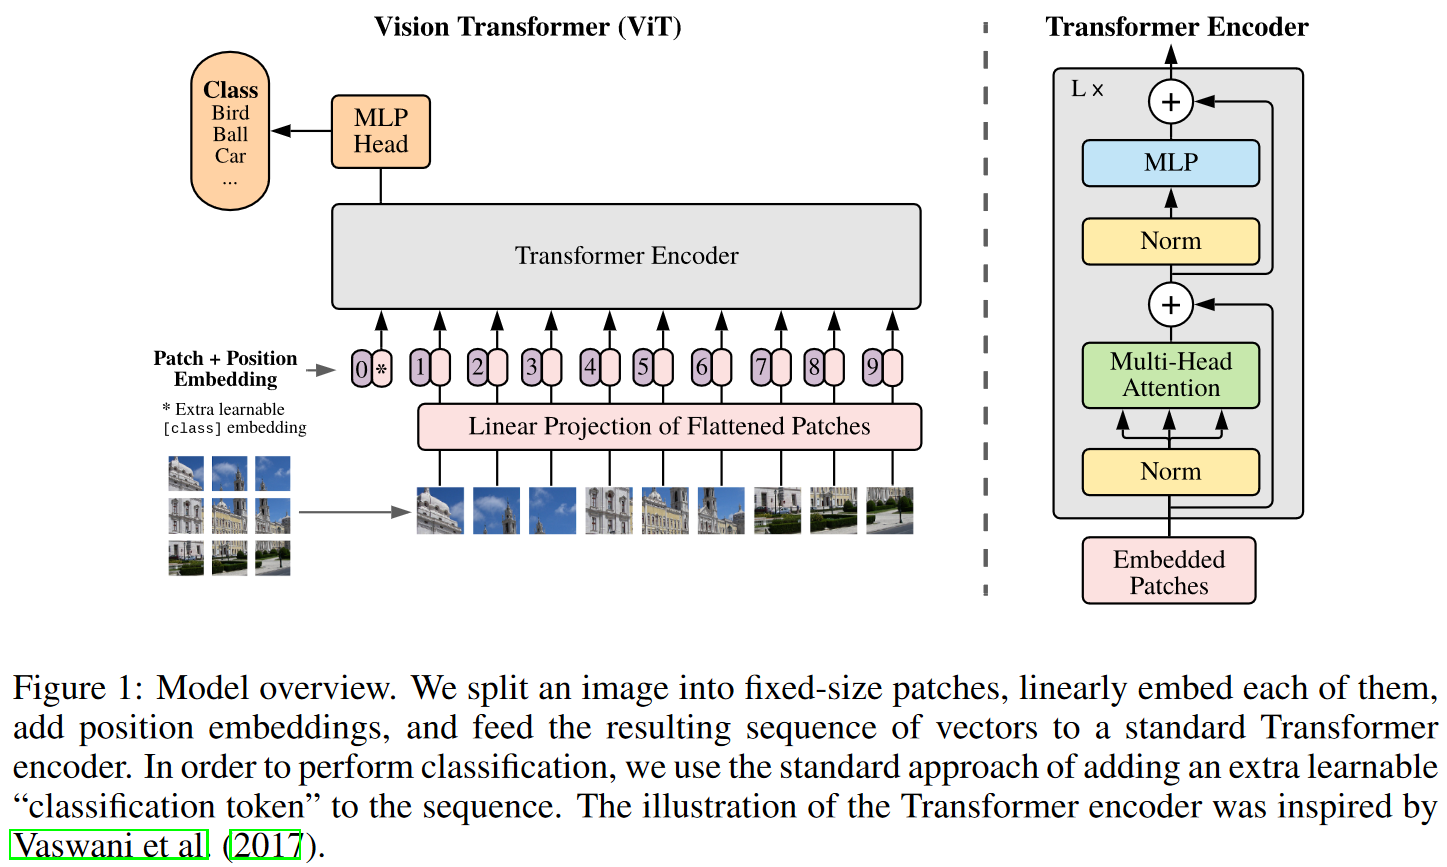 Vision Transformer (ViT)
Class
Bird
Ball
Car
...
MLP
Head
Transformer Encoder
Patch + Position
Embedding
* Extra learnable
[class] embedding
0 * 1 2 3 4 5 6 7 8 9
Linear Projection of Flattened Patches
Transformer Encoder
L x
+
MLP
Norm
+
Multi-Head
Attention
Norm
Embedded
Patches
Figure 1: Model overview. We split an image into fixed-size patches, linearly embed each of them,
add position embeddings, and feed the resulting sequence of vectors to a standard Transformer
encoder. In order to perform classification, we use the standard approach of adding an extra learnable
“classification token” to the sequence. The illustration of the Transformer encoder was inspired by
Vaswani et al. (2017).